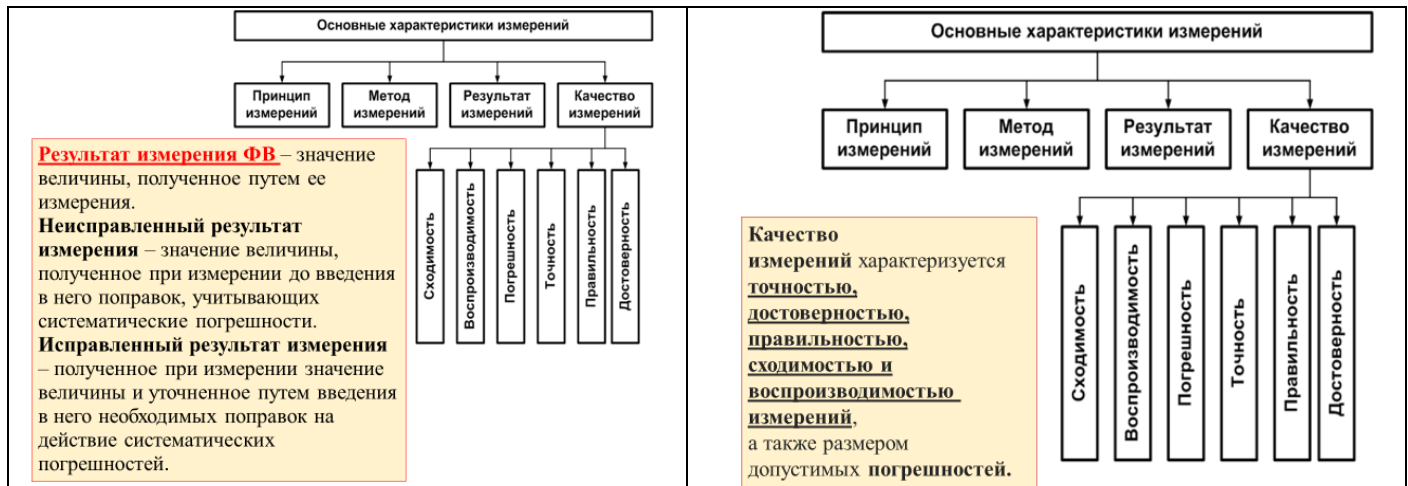 Основные характеристики измерений
Принцип
измерений
Метод
измерений
Результат
измерений
Качество
измерений
Сходимость
Воспроизводимость
Погрешность
Точность
Правильность
Достоверность
Результат измерения ФВ – значение
величины, полученное путем ее
измерения.
Неисправленный результат
измерения – значение величины,
полученное при измерении до введения
в него поправок, учитывающих
систематические погрешности.
Исправленный результат измерения
– полученное при измерении значение
величины и уточненное путем введения
в него необходимых поправок на
действие систематических
погрешностей.
Основные характеристики измерений
Принцип
измерений
Метод
измерений
Результат
измерений
Качество
измерений
Сходимость
Воспроизводимость
Погрешность
Точность
Правильность
Достоверность
Качество
измерений характеризуется
точностью,
достоверностью,
правильностью,
сходимостью и
воспроизводимостью
измерений,
а также размером
допустимых погрешностей.